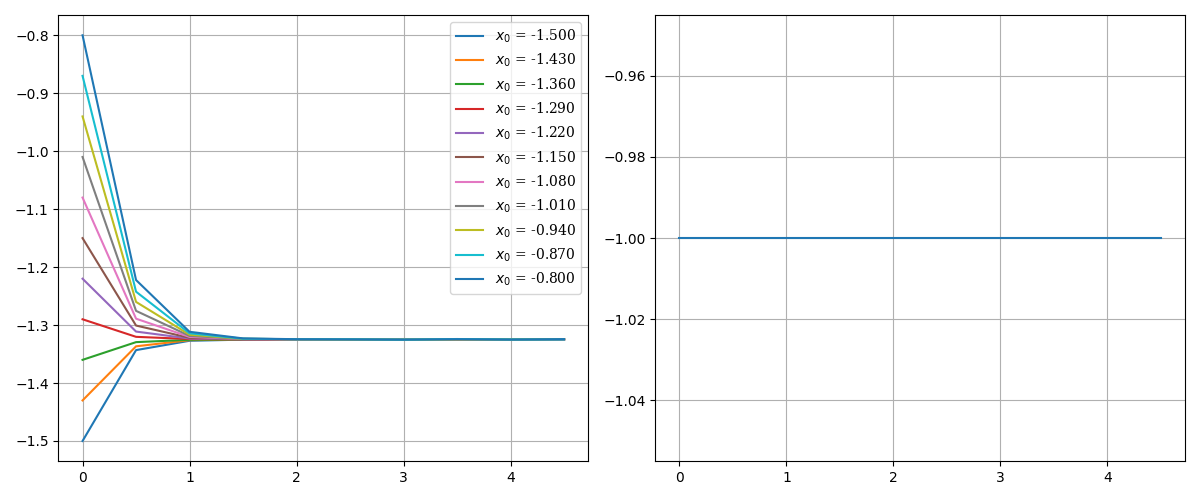 −0.8
−0.9
−1.0
−1.1
−1.2
−1.3
−1.4
−1.5
0
1
2
3
4
x0 = -1.500
x0 = -1.430
x0 = -1.360
x0 = -1.290
x0 = -1.220
x0 = -1.150
x0 = -1.080
x0 = -1.010
x0 = -0.940
x0 = -0.870
x0 = -0.800
−0.96
−0.98
−1.00
−1.02
−1.04
0
1
2
3
4